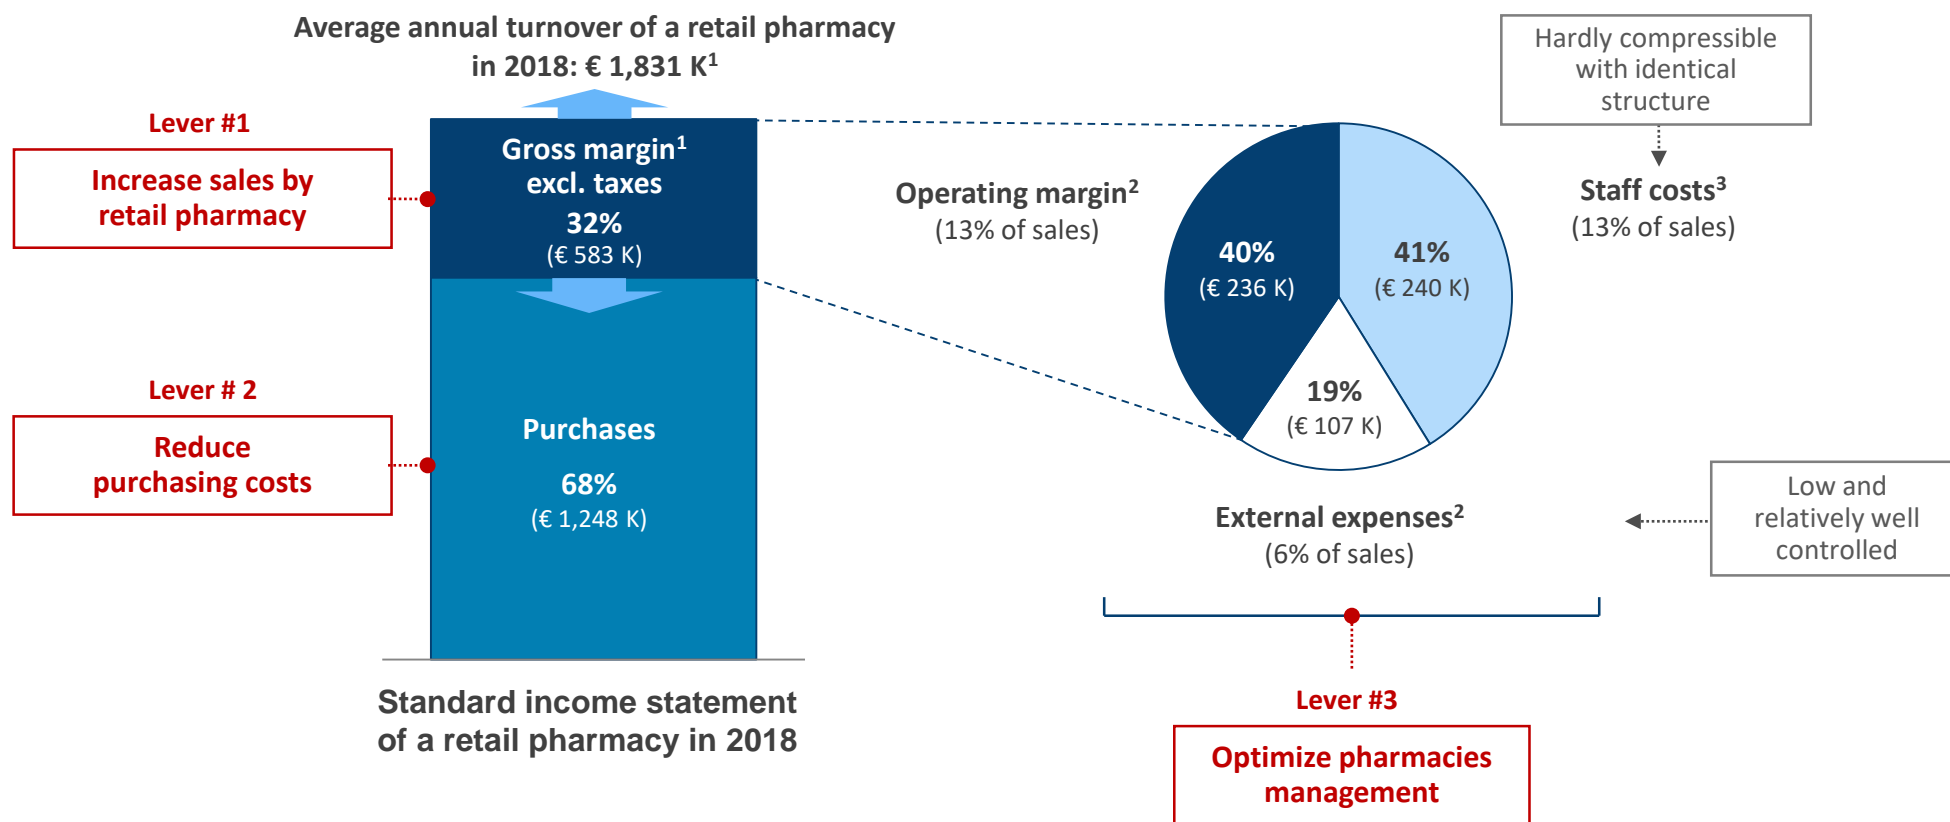 Average annual turnover of a retail pharmacy
in 2018: € 1,831 K1
Lever #1
Increase sales by
retail pharmacy
Gross margin1
excl. taxes
32%
(€ 583 K)
Lever # 2
Reduce
purchasing costs
Purchases
68%
(€ 1,248 K)
Standard income statement
of a retail pharmacy in 2018
Operating margin2
(13% of sales)
40%
(€ 236 K)
41%
(€ 240 K)
19%
(€ 107 K)
Hardly compressible
with identical
structure
Staff costs3
(13% of sales)
External expenses2
(6% of sales)
Low and
relatively well
controlled
Lever #3
Optimize pharmacies
management